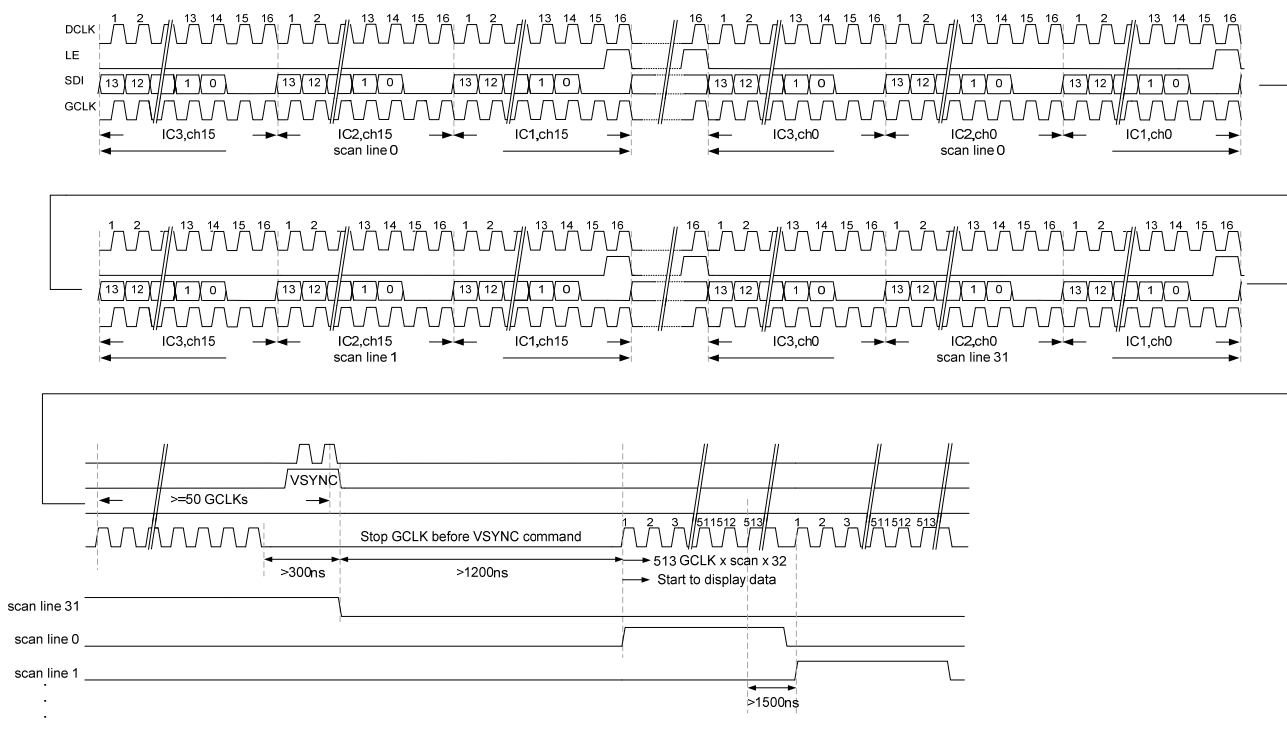 1 2 13 14 15 16 1 2 13 14 15 16 1 2 13 14 15 16 16 1 2 13 14 15 16 1 2 13 14 15 16 1 2 13 14 15 16
DCLK
LE
SDI 13 12 1 0 13 12 1 0 13 12 1 0 13 12 1 0 13 12 1 0 13 12 1 0
GCLK
IC3,ch15 IC2,ch15 IC1,ch15 IC3,ch0 IC2,ch0 IC1,ch0
scan line 0 scan line 0
1 2 13 14 15 16 1 2 13 14 15 16 1 2 13 14 15 16 16 1 2 13 14 15 16 1 2 13 14 15 16 1 2 13 14 15 16
13 12 1 0 13 12 1 0 13 12 1 0 13 12 1 0 13 12 1 0 13 12 1 0
IC3,ch15 IC2,ch15 IC1,ch15 IC3,ch0 IC2,ch0 IC1,ch0
scan line 1 scan line 31
VSYNC
>=50 GCLKs
1 2 3 511 512 513 1 2 3 511 512 513
Stop GCLK before VSYNC command
513 GCLK x scan x 32
>300ns >1200ns
Start to display data
scan line 31
scan line 0
scan line 1
>1500ns
.
.
.